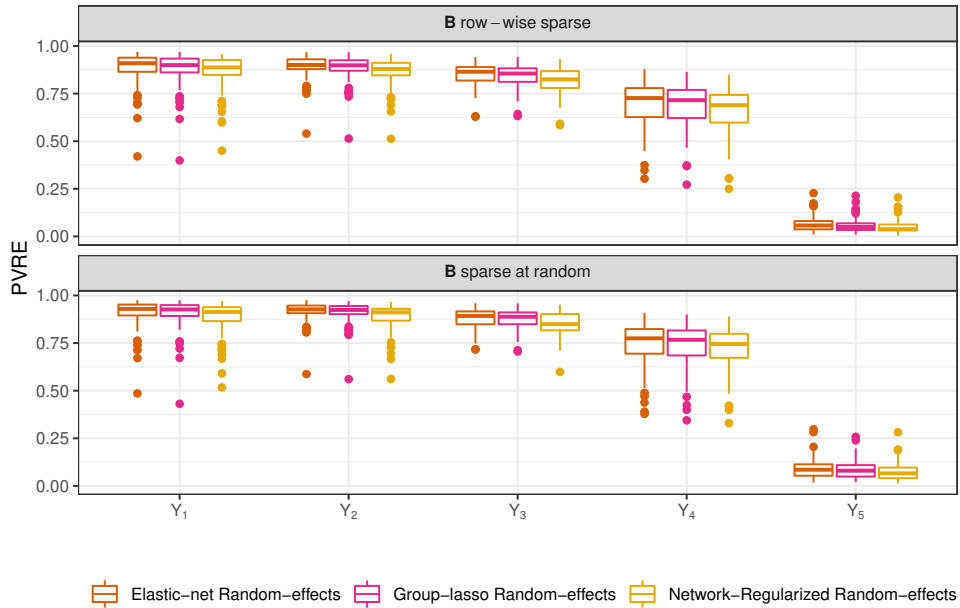 B row–wise sparse
1.00
0.75
0.50
0.25
0.00
PVRE
B sparse at random
1.00
0.75
0.50
0.25
0.00
Y1 Y2 Y3 Y4 Y5
Elastic–net Random–effects Group–lasso Random–effects Network–Regularized Random–effects